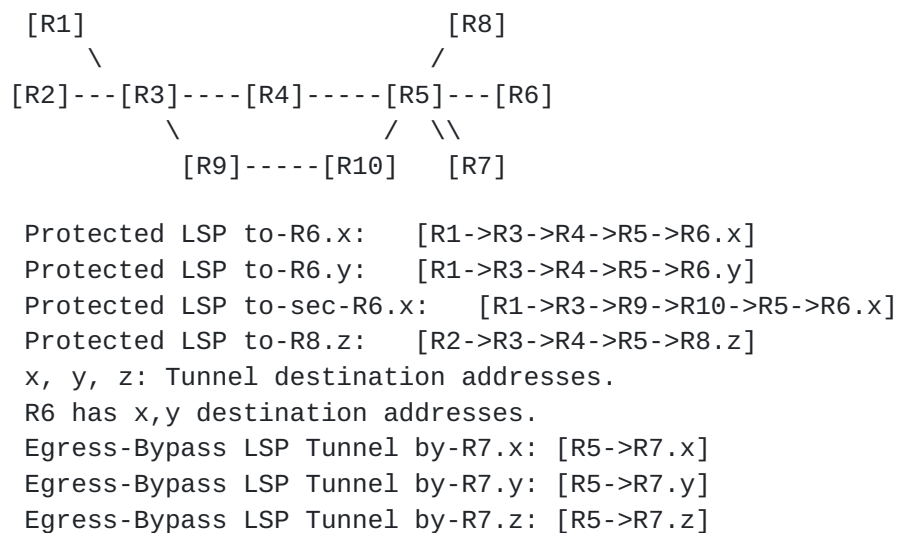 [R1]                       [R8]
    \                     /
[R2]---[R3]----[R4]-----[R5]---[R6]
         \             /  \\
          [R9]-----[R10]   [R7]

Protected LSP to-R6.x:   [R1->R3->R4->R5->R6.x]
Protected LSP to-R6.y:   [R1->R3->R4->R5->R6.y]
Protected LSP to-sec-R6.x:   [R1->R3->R9->R10->R5->R6.x]
Protected LSP to-R8.z:   [R2->R3->R4->R5->R8.z]
x, y, z: Tunnel destination addresses.
R6 has x,y destination addresses.
Egress-Bypass LSP Tunnel by-R7.x: [R5->R7.x]
Egress-Bypass LSP Tunnel by-R7.y: [R5->R7.y]
Egress-Bypass LSP Tunnel by-R7.z: [R5->R7.z]